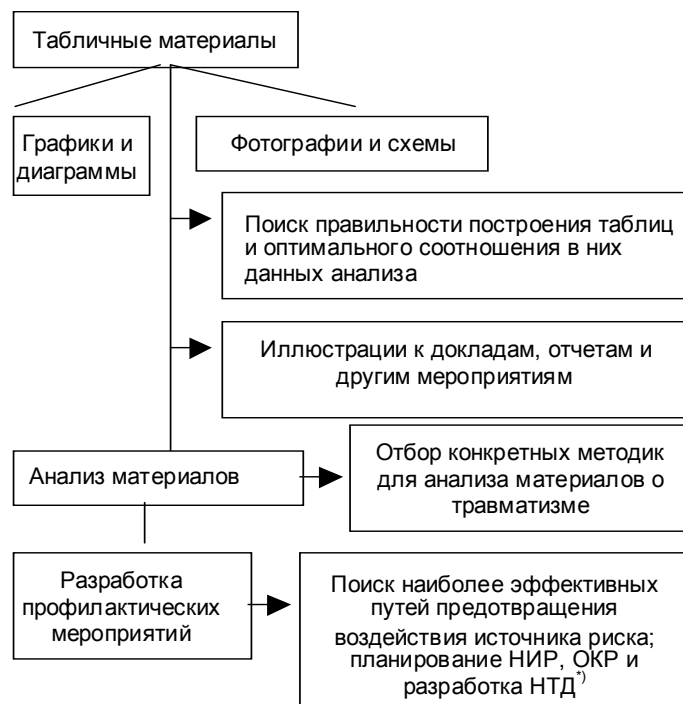 Табличные материалы
Графики и
диаграммы
Фотографии и схемы
Поиск правильности построения таблиц
и оптимального соотношения в них
данных анализа
Иллюстрации к докладам, отчетам и
другим мероприятиям
Анализ материалов
Отбор конкретных методик
для анализа материалов о
травматизме
Разработка
профилактических
мероприятий
Поиск наиболее эффективных
путей предотвращения
воздействия источника риска;
планирование НИР, ОКР и
разработка НТД*)